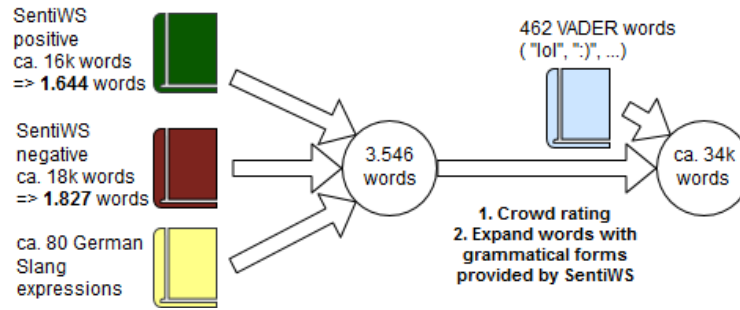 SentiWS
positive
ca. 16k words
=> 1.644 words
SentiWS
negative
ca. 18k words
=> 1.827 words
ca. 80 German
Slang
expressions
3.546
words
462 VADER words
( "lol", ":)", ...)
1. Crowd rating
2. Expand words with
grammatical forms
provided by SentiWS
ca. 34k
words